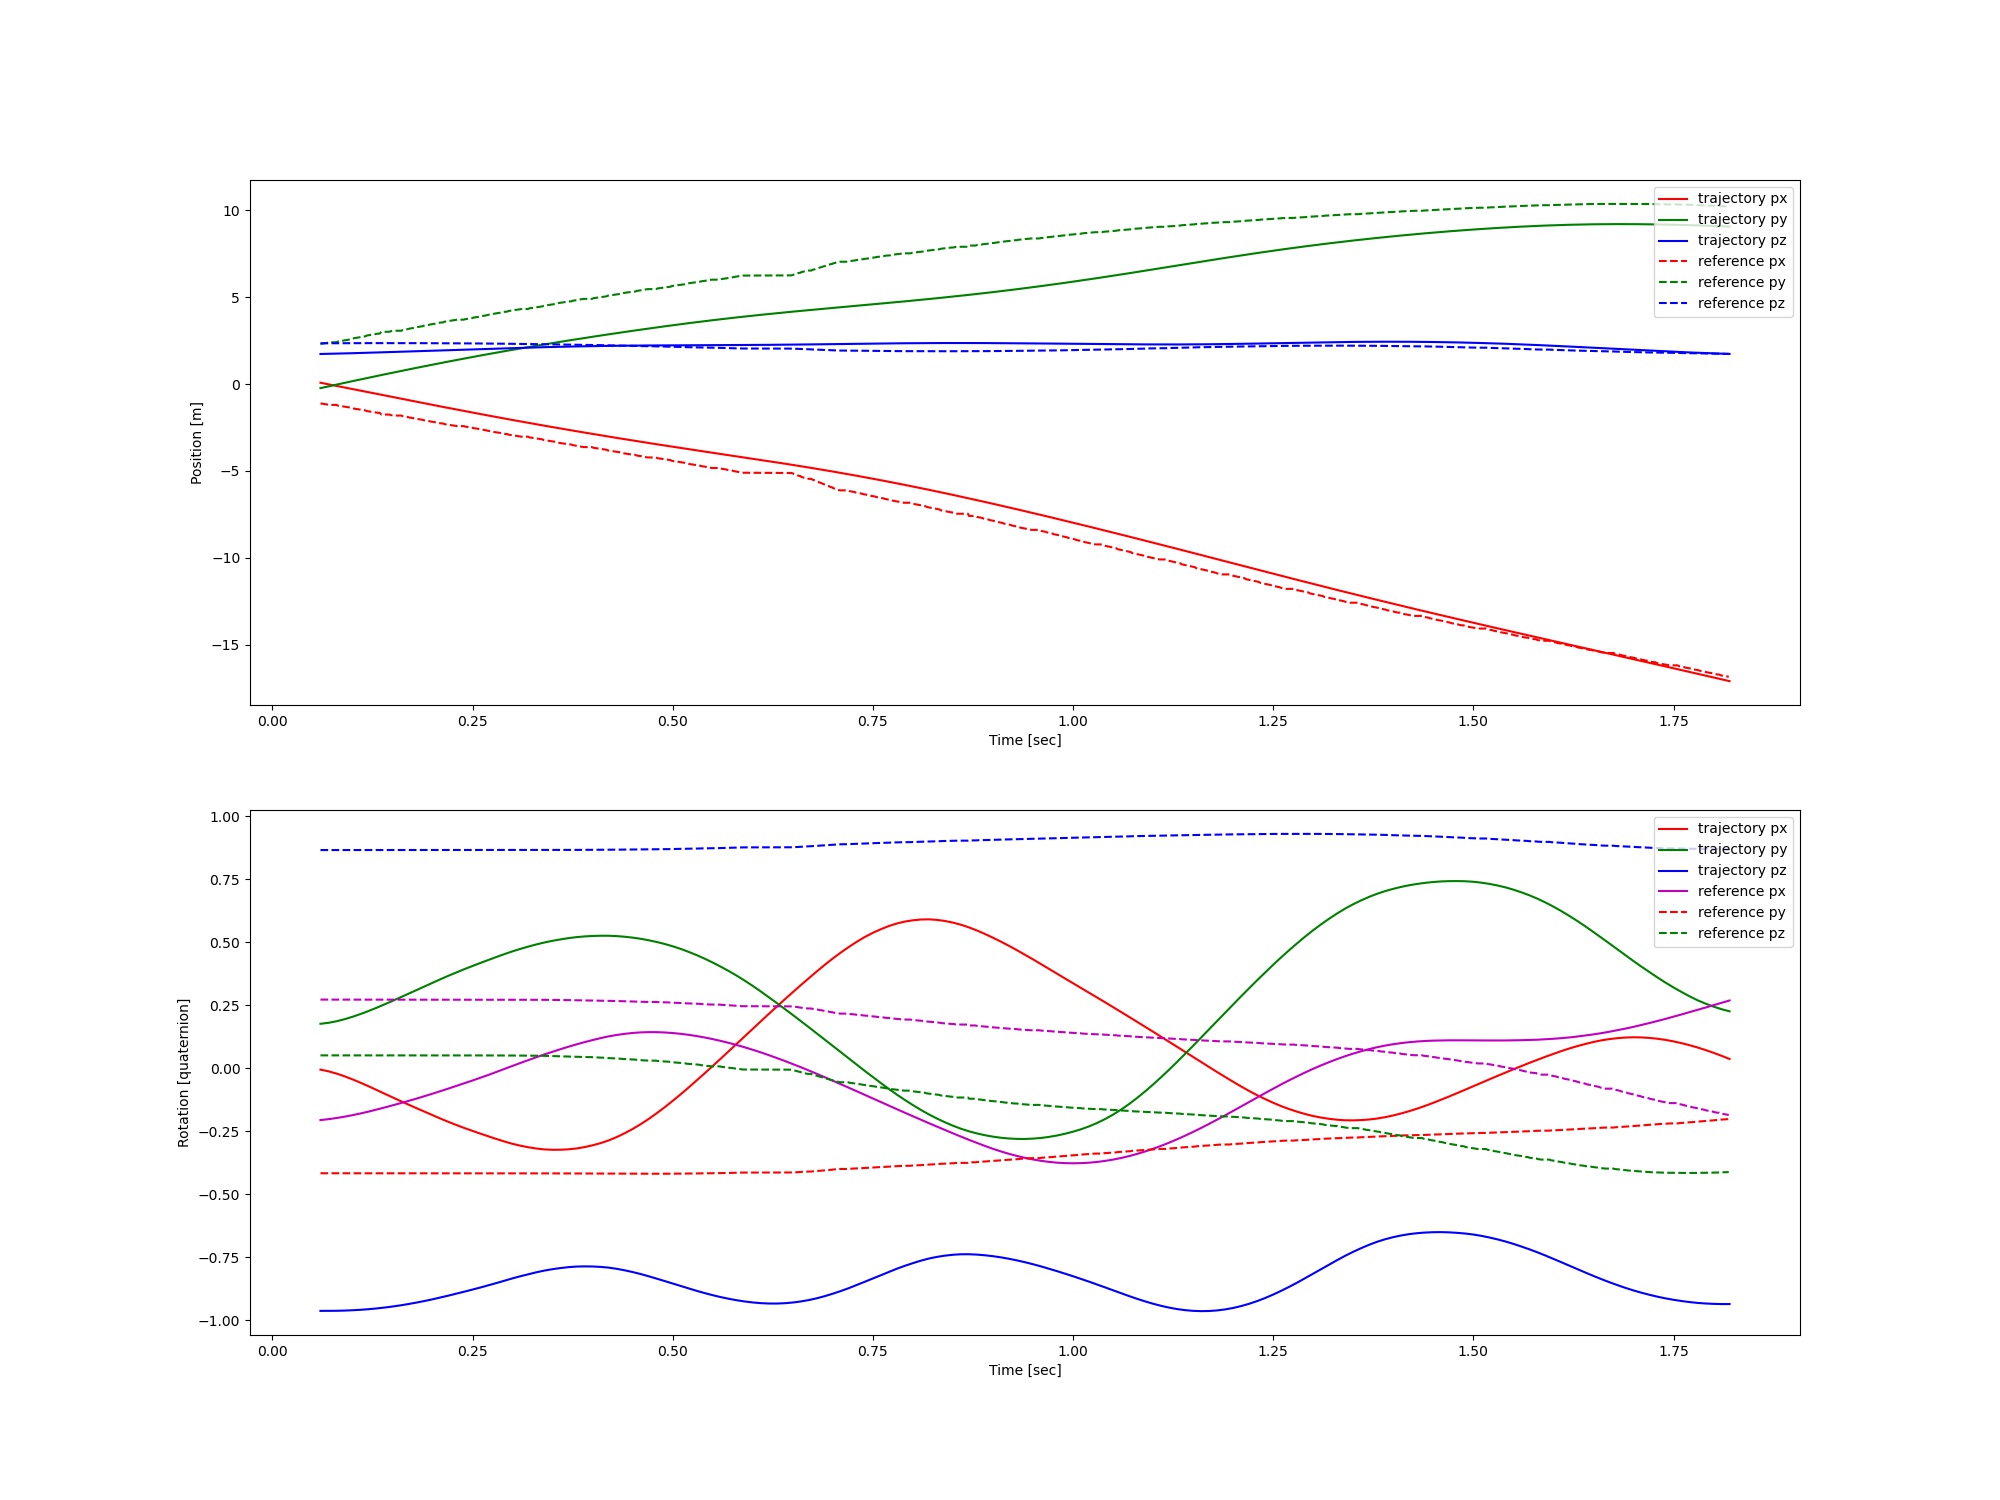 10
5
0
−5
−10
−15
Position [m]
trajectory px
trajectory py
trajectory pz
reference px
reference py
reference pz
0.00 0.25 0.50 0.75 1.00 1.25 1.50 1.75
Time [sec]
1.00
0.75
0.50
0.25
0.00
−0.25
−0.50
−0.75
−1.00
Rotation [quaternion]
trajectory px
trajectory py
trajectory pz
reference px
reference py
reference pz
0.00 0.25 0.50 0.75 1.00 1.25 1.50 1.75
Time [sec]